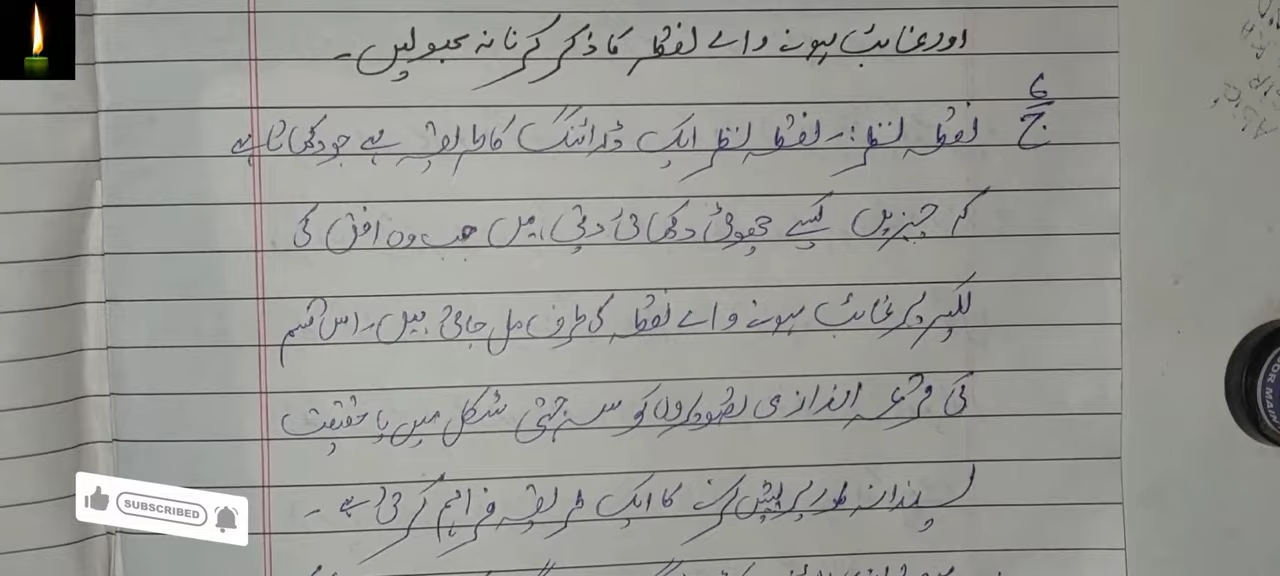 اور غائب ہونے والے نقطہ کا ذکر کرنا نہ بھولیں۔
ج
نقطہ نظر:۔ نقطہ نظر ایک ڈرائنگ کا طریقہ ہے جو دکھاتا ہے
کہ چیزیں کیسے چھوٹی دکھائی دیتی ہیں جب وہ افق کی
لکیر پر غائب ہونے والے نقطہ کی طرف مل جاتی ہیں۔ اس قسم
کی انداز کی تصویروں کو سہ جہتی شکل میں یا حقیقت
پسندانہ طور پر پیش کرنے کا ایک طریقہ فراہم کرتی ہے۔
SUBSCRIBED